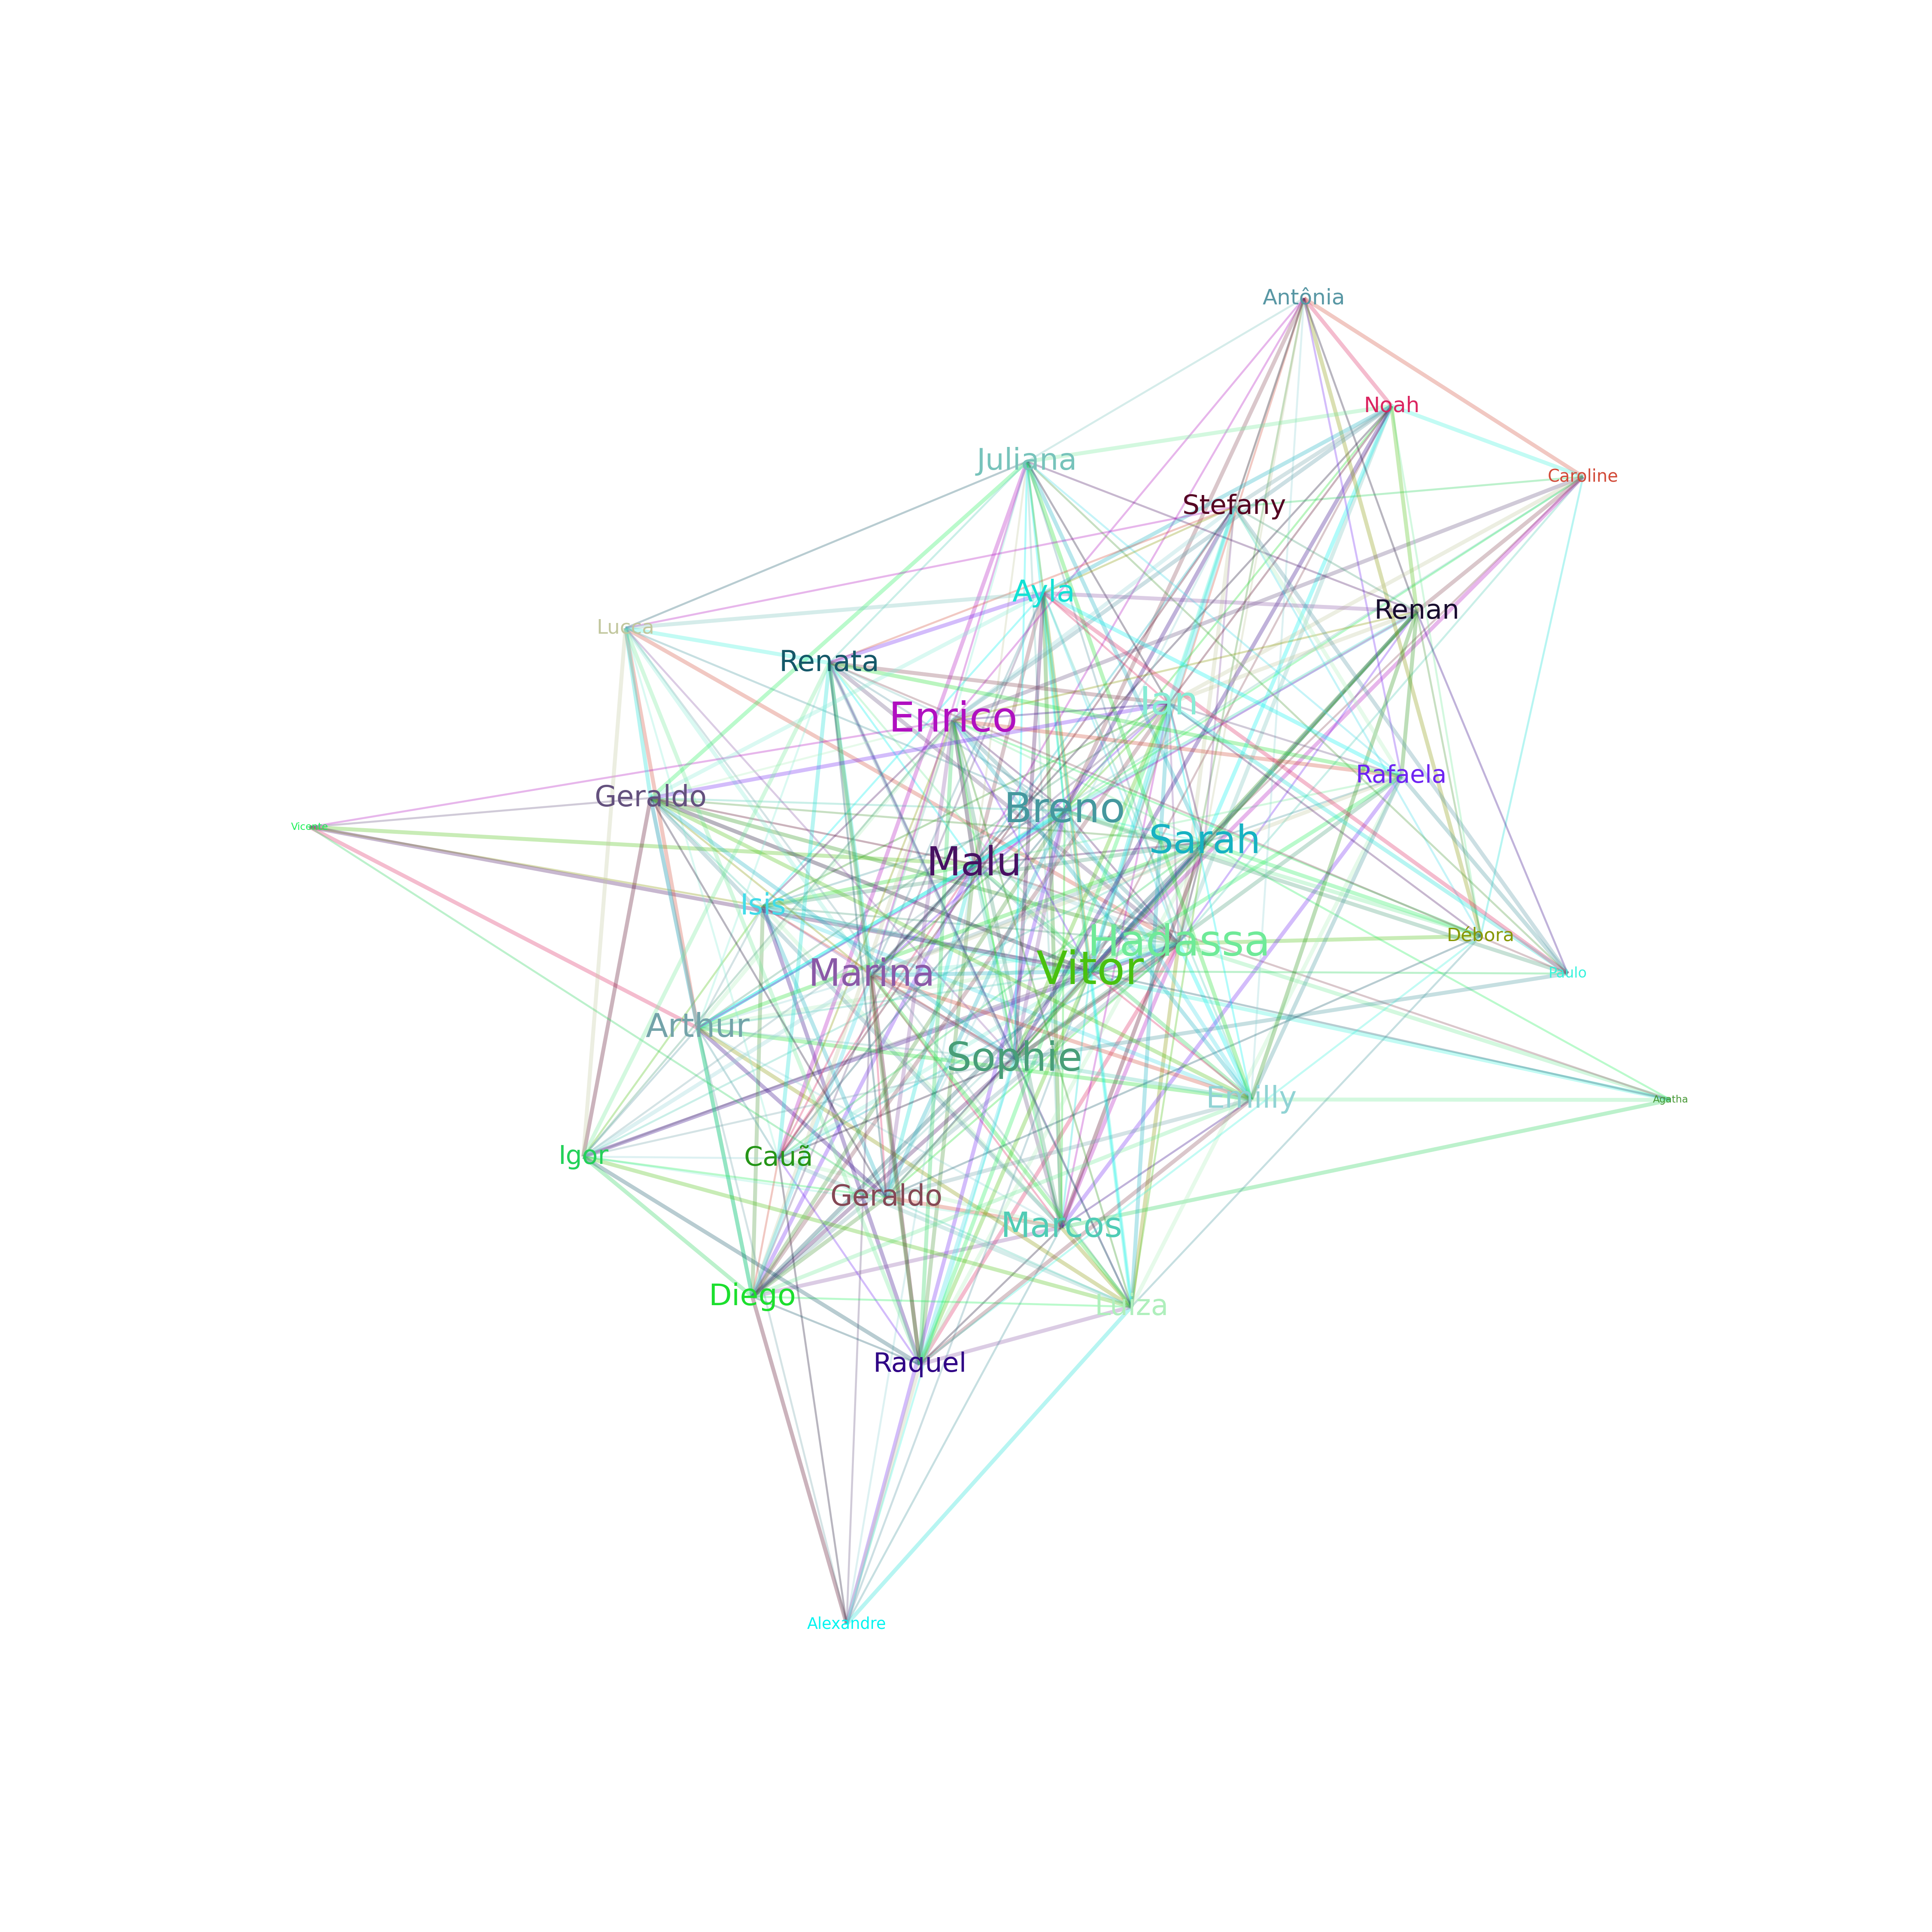 Antônia
Noah
Juliana
Caroline
Stefany
Ayla
Renan
Lucca
Renata
Ian
Enrico
Rafaela
Geraldo
Breno
Vicente
Sarah
Malu
Isis
Débora
Hadassa
Vitor
Marina
Paulo
Arthur
Sophie
Emilly
Agatha
Igor
Cauã
Geraldo
Marcos
Diego
Luiza
Raquel
Alexandre